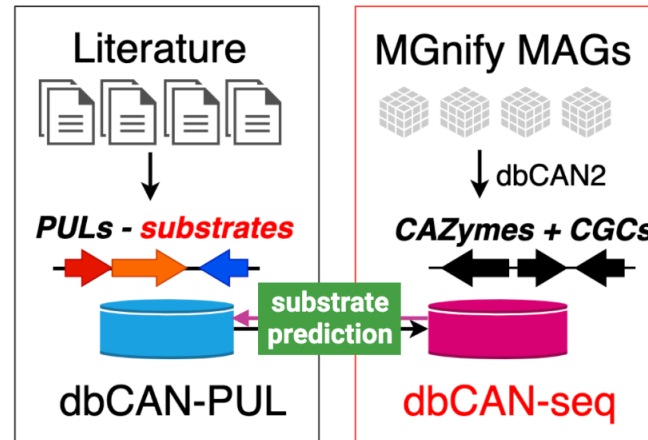 Literature
PULs - substrates
dbCAN-PUL
substrate
prediction
MGnify MAGs
dbCAN2
CAZymes + CGCs
dbCAN-seq